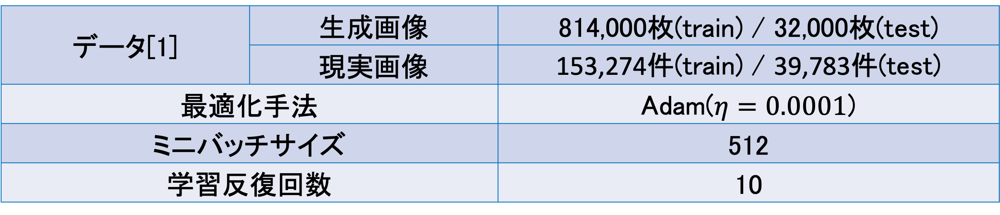 データ[1]
生成画像
814,000枚(train) / 32,000枚(test)
現実画像
153,274件(train) / 39,783件(test)
最適化手法
Adam(η = 0.0001)
ミニバッチサイズ
512
学習反復回数
10